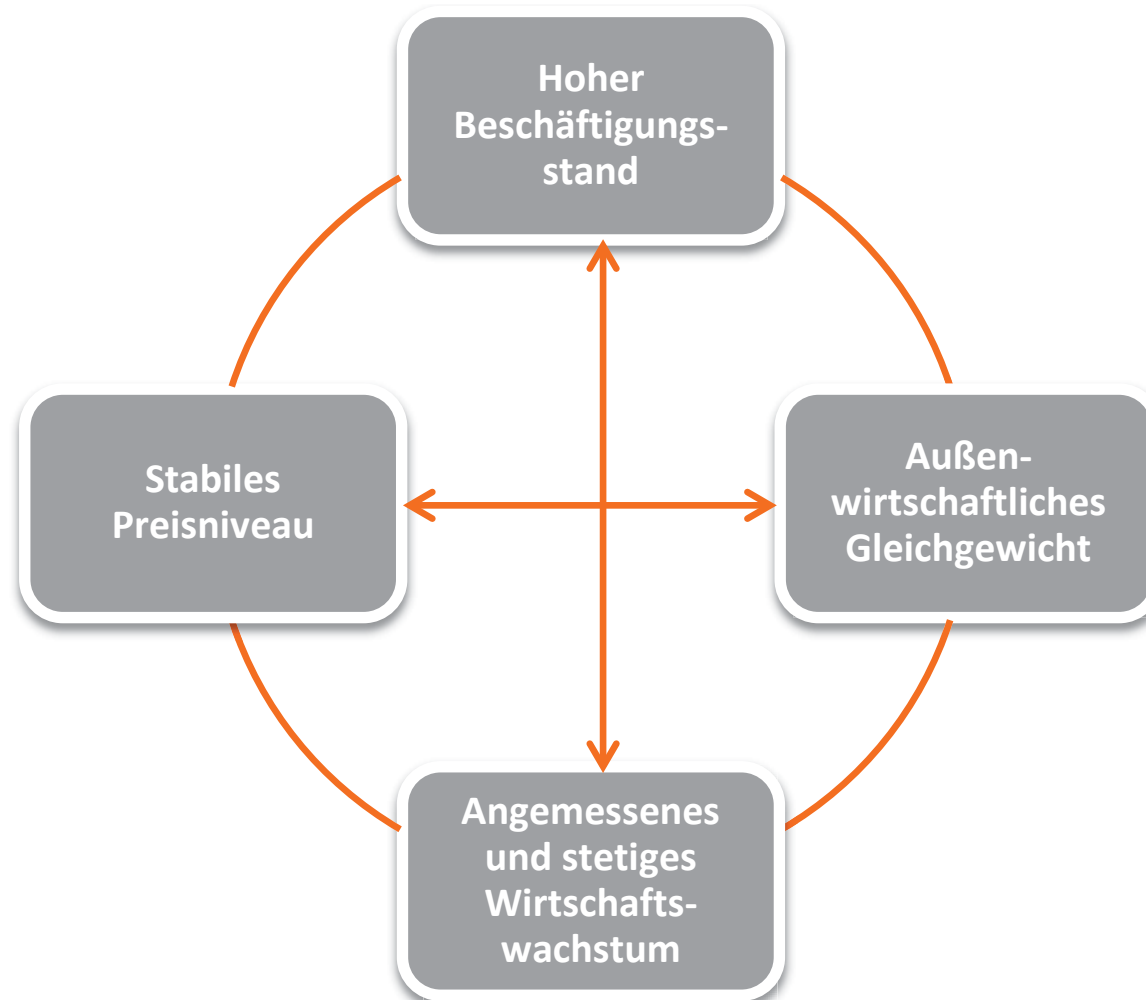 Hoher
Beschäftigungs-
stand
Stabiles
Preisniveau
Außen-
wirtschaftliches
Gleichgewicht
Angemessenes
und stetiges
Wirtschafts-
wachstum